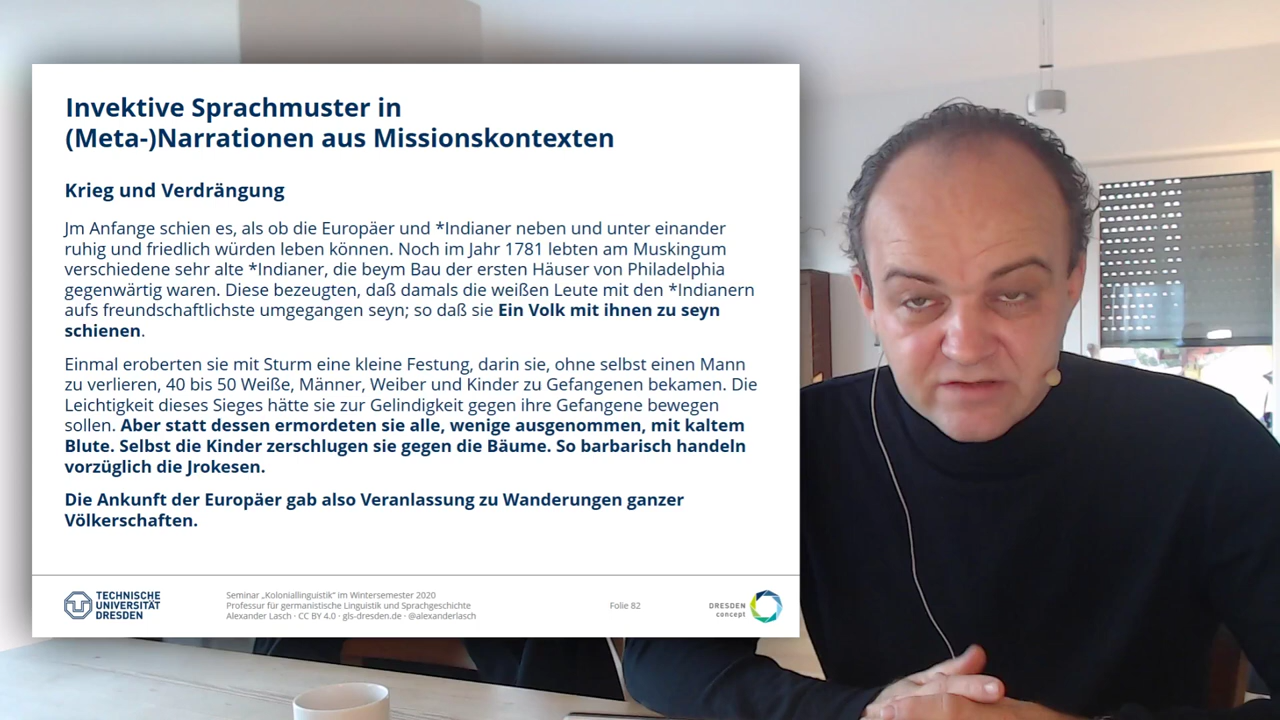 Invektive Sprachmuster in
(Meta-)Narrationen aus Missionskontexten
Krieg und Verdrängung
Jm Anfange schien es, als ob die Europäer und *Indianer neben und unter einander
ruhig und friedlich würden leben können. Noch im Jahr 1781 lebten am Muskingum
verschiedene sehr alte *Indianer, die beym Bau der ersten Häuser von Philadelphia
gegenwärtig waren. Diese bezeugten, daß damals die weißen Leute mit den *Indianern
aufs freundschaftlichste umgegangen seyn; so daß sie Ein Volk mit ihnen zu seyn
schienen.
Einmal eroberten sie mit Sturm eine kleine Festung, darin sie, ohne selbst einen Mann
zu verlieren, 40 bis 50 Weiße, Männer, Weiber und Kinder zu Gefangenen bekamen. Die
Leichtigkeit dieses Sieges hätte sie zur Gelindigkeit gegen ihre Gefangene bewegen
sollen. Aber statt dessen ermordeten sie alle, wenige ausgenommen, mit kaltem
Blute. Selbst die Kinder zerschlugen sie gegen die Bäume. So barbarisch handeln
vorzüglich die Jrokesen.
Die Ankunft der Europäer gab also Veranlassung zu Wanderungen ganzer
Völkerschaften.
TECHNISCHE
UNIVERSITÄT
DRESDEN
Seminar „Koloniallinguistik" im Wintersemester 2020
Professur für germanistische Linguistik und Sprachgeschichte
Alexander Lasch · CC BY 4.0 · gls-dresden.de · @alexanderlasch
Folie 82
DRESDEN
concept